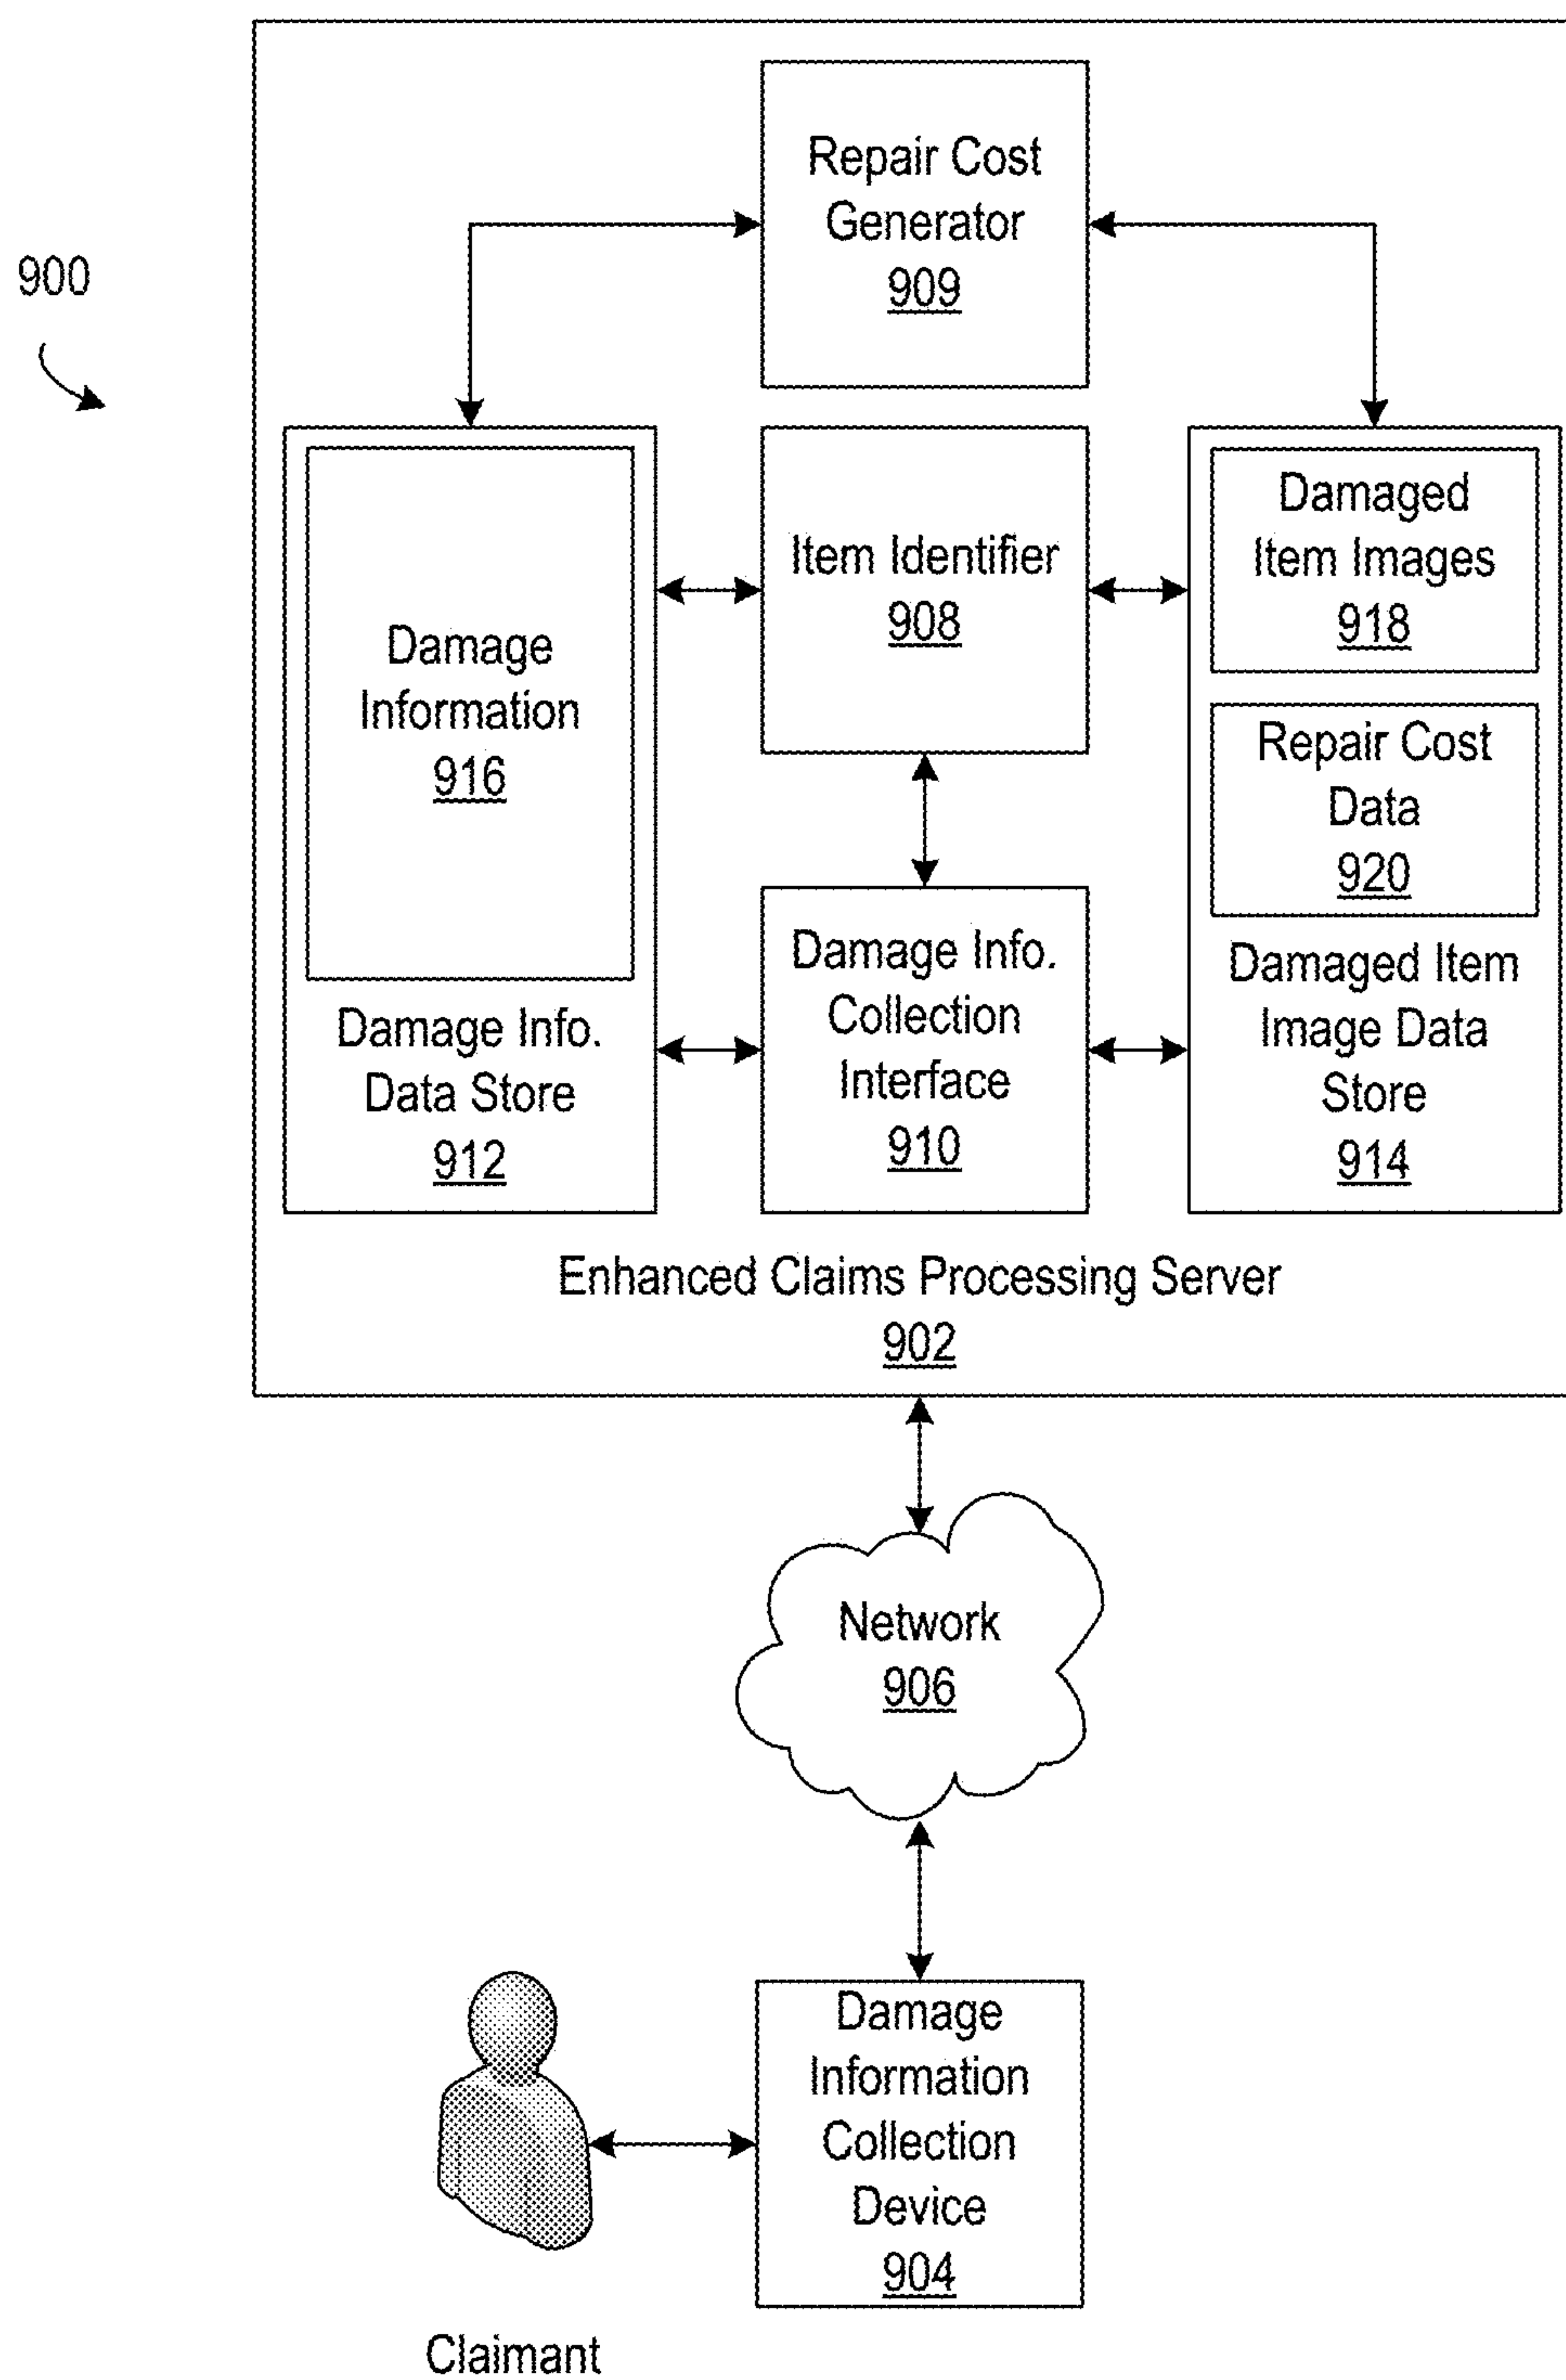 900
Repair Cost
Generator
909
Damage
Information
916
Damage Info.
Data Store
912
Item Identifier
908
Damage Info.
Collection
Interface
910
Damaged
Item Images
918
Repair Cost
Data
920
Damaged Item
Image Data
Store
914
Enhanced Claims Processing Server
902
Network
906
Damage
Information
Collection
Device
904
Claimant